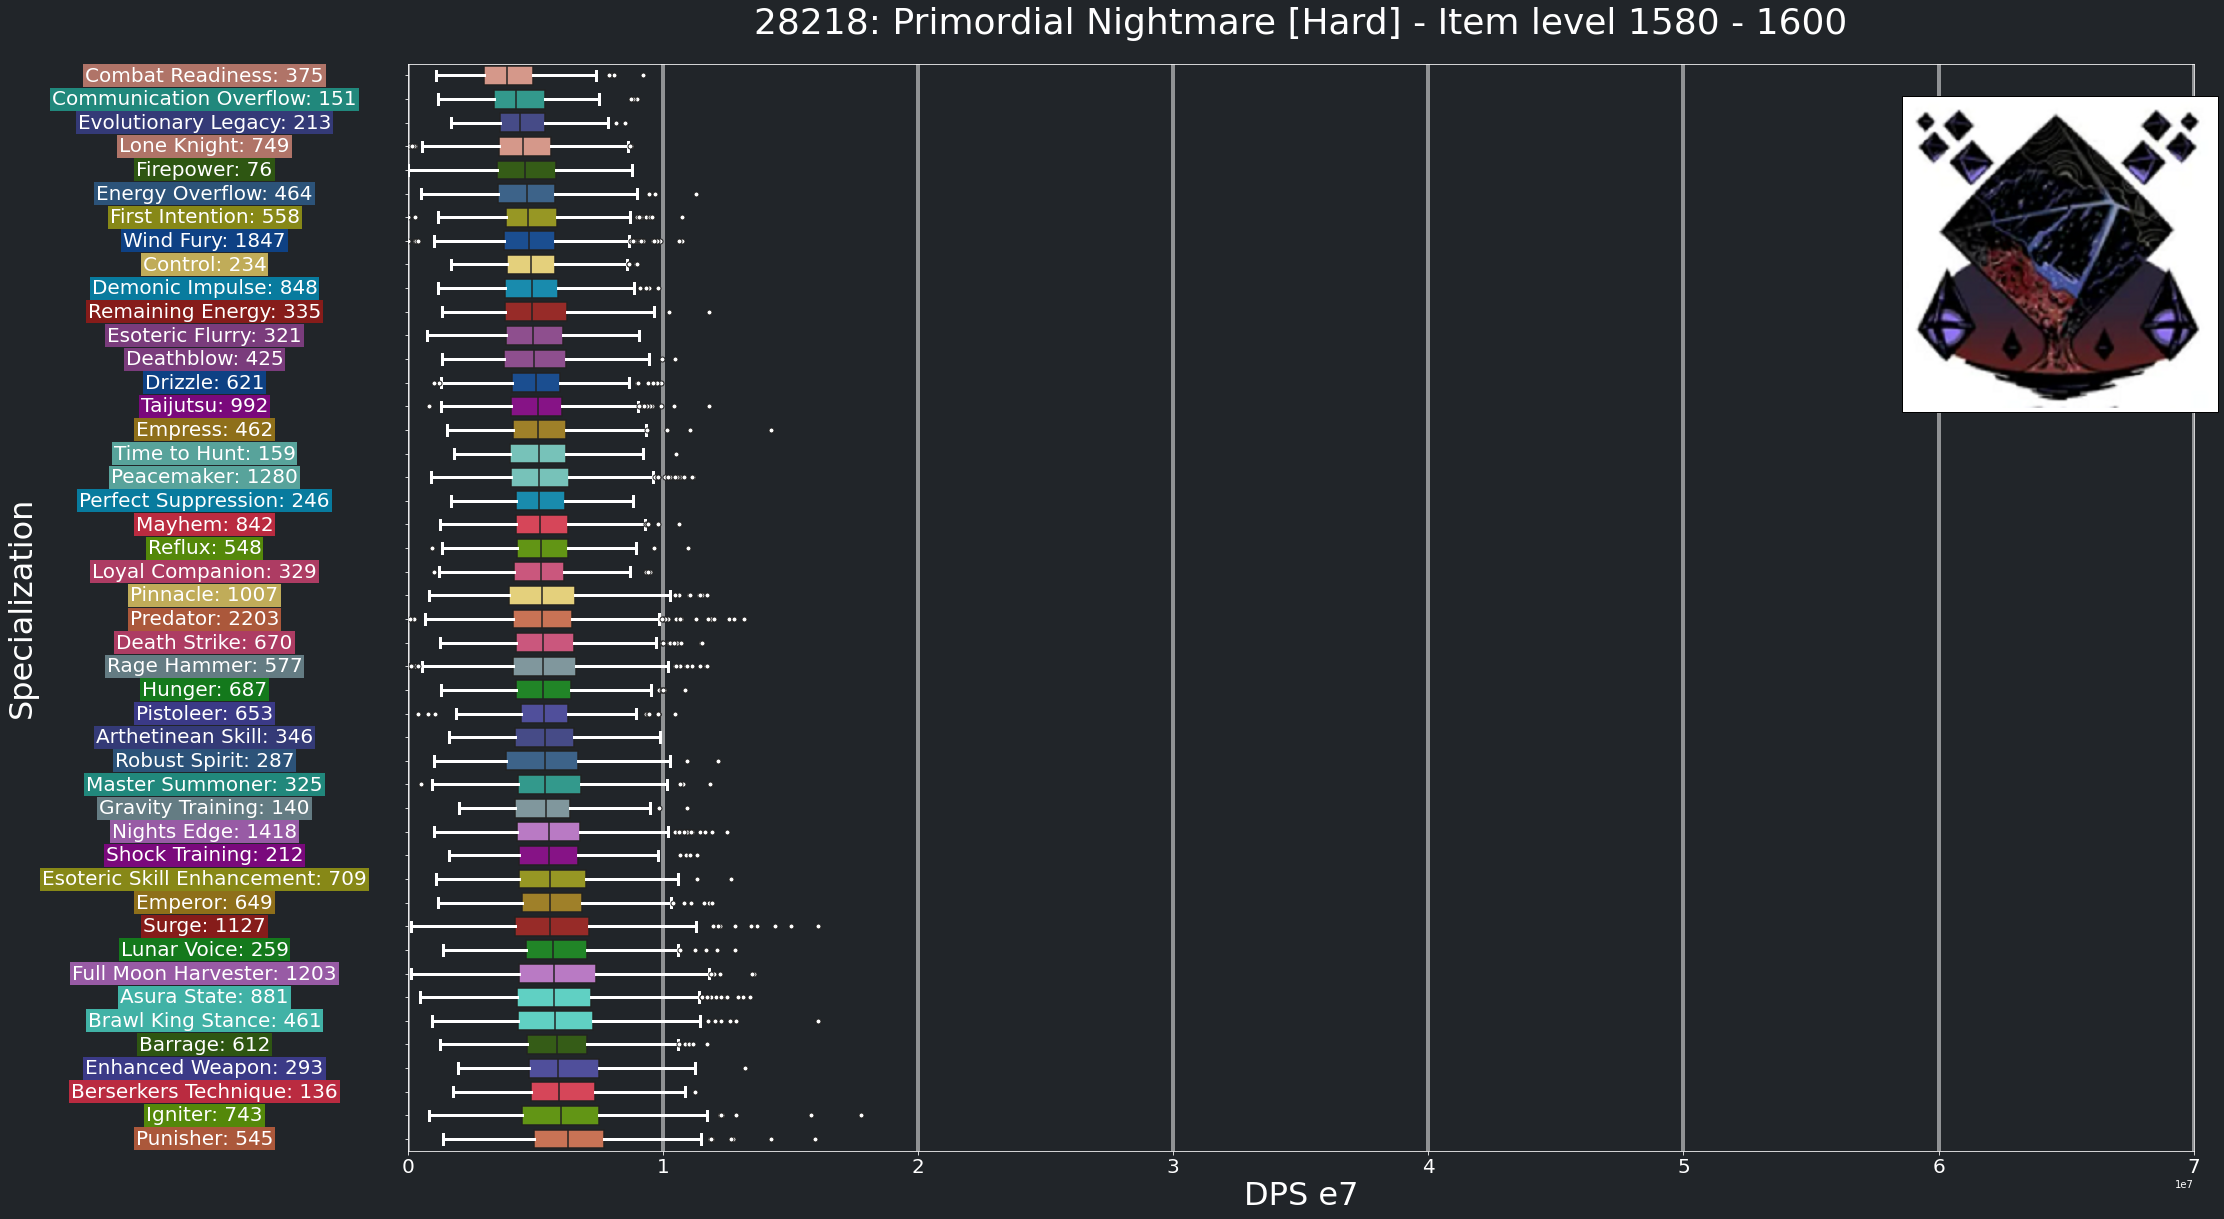 28218: Primordial Nightmare [Hard] - Item level 1580 - 1600
Combat Readiness: 375
Communication Overflow: 151
Evolutionary Legacy: 213
Lone Knight: 749
Firepower: 76
Energy Overflow: 464
First Intention: 558
Wind Fury: 1847
Control: 234
Demonic Impulse: 848
Remaining Energy: 335
Esoteric Flurry: 321
Deathblow: 425
Drizzle: 621
Taijutsu: 992
Empress: 462
Time to Hunt: 159
Peacemaker: 1280
Perfect Suppression: 246
Mayhem: 842
Reflux: 548
Loyal Companion: 329
Pinnacle: 1007
Predator: 2203
Death Strike: 670
Rage Hammer: 577
Hunger: 687
Pistoleer: 653
Arthetinean Skill: 346
Robust Spirit: 287
Master Summoner: 325
Gravity Training: 140
Nights Edge: 1418
Shock Training: 212
Esoteric Skill Enhancement: 709
Emperor: 649
Surge: 1127
Lunar Voice: 259
Full Moon Harvester: 1203
Asura State: 881
Brawl King Stance: 461
Barrage: 612
Enhanced Weapon: 293
Berserkers Technique: 136
Igniter: 743
Punisher: 545
Specialization
0 1 2 3 4 5 6 7
1e7
DPS e7